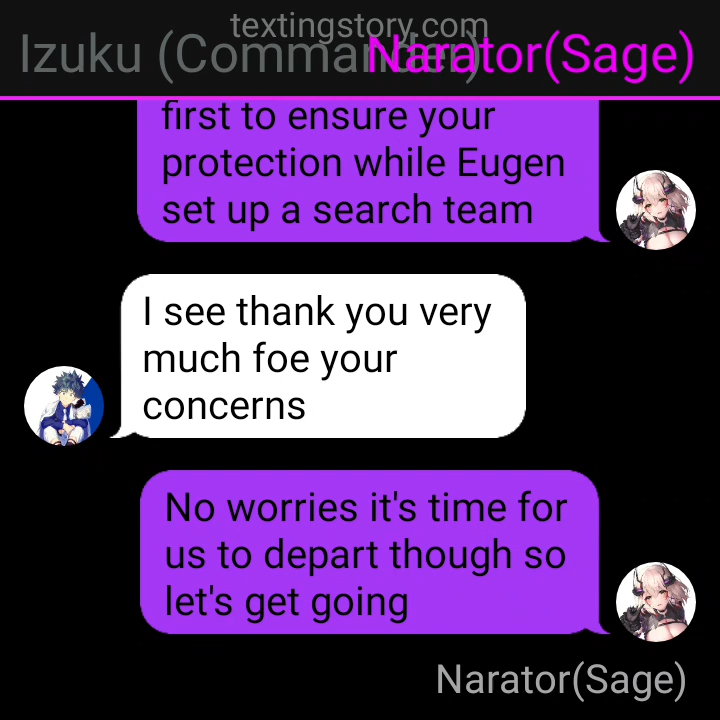 textingstory.com
Izuku (Commander)
Narator(Sage)
first to ensure your
protection while Eugen
set up a search team
I see thank you very
much foe your
concerns
No worries it's time for
us to depart though so
let's get going
Narator(Sage)